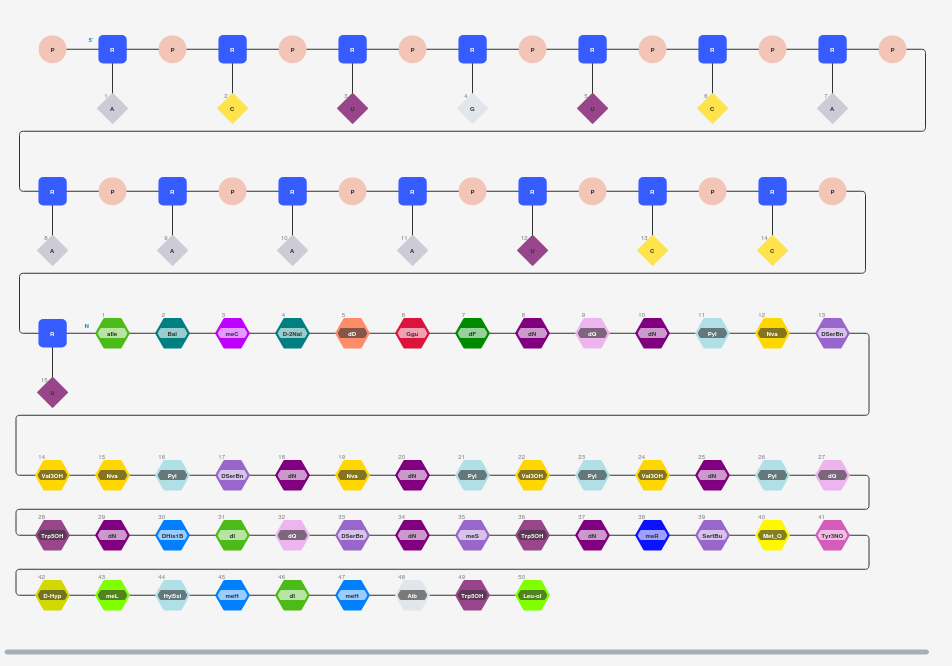 P 5' R P R P R P R P R P R P R P
1 2 3 4 5 6 7
A C U G U C A
R P R P R P R P R P R P R P
8 9 10 11 12 13 14
A A A A U C C
1 2 3 4 5 6 7 8 9 10 11 12 13
R N aIle Bal meC D-2Nal dD Ggu dF dN dQ dN Pyl Nva DSerBn
15
U
14 15 16 17 18 19 20 21 22 23 24 25 26 27
Val3OH Nva Pyl DSerBn dN Nva dN Pyl Val3OH Pyl Val3OH dN Pyl dQ
28 29 30 31 32 33 34 35 36 37 38 39 40 41
Trp5OH dN DHis1B dI dQ DSerBn dN meS Trp5OH dN meR SertBu Met_O Tyr3NO
42 43 44 45 46 47 48 49 50
D-Hyp meL Hyl5xl meH dI meH Aib Trp5OH Leu-ol